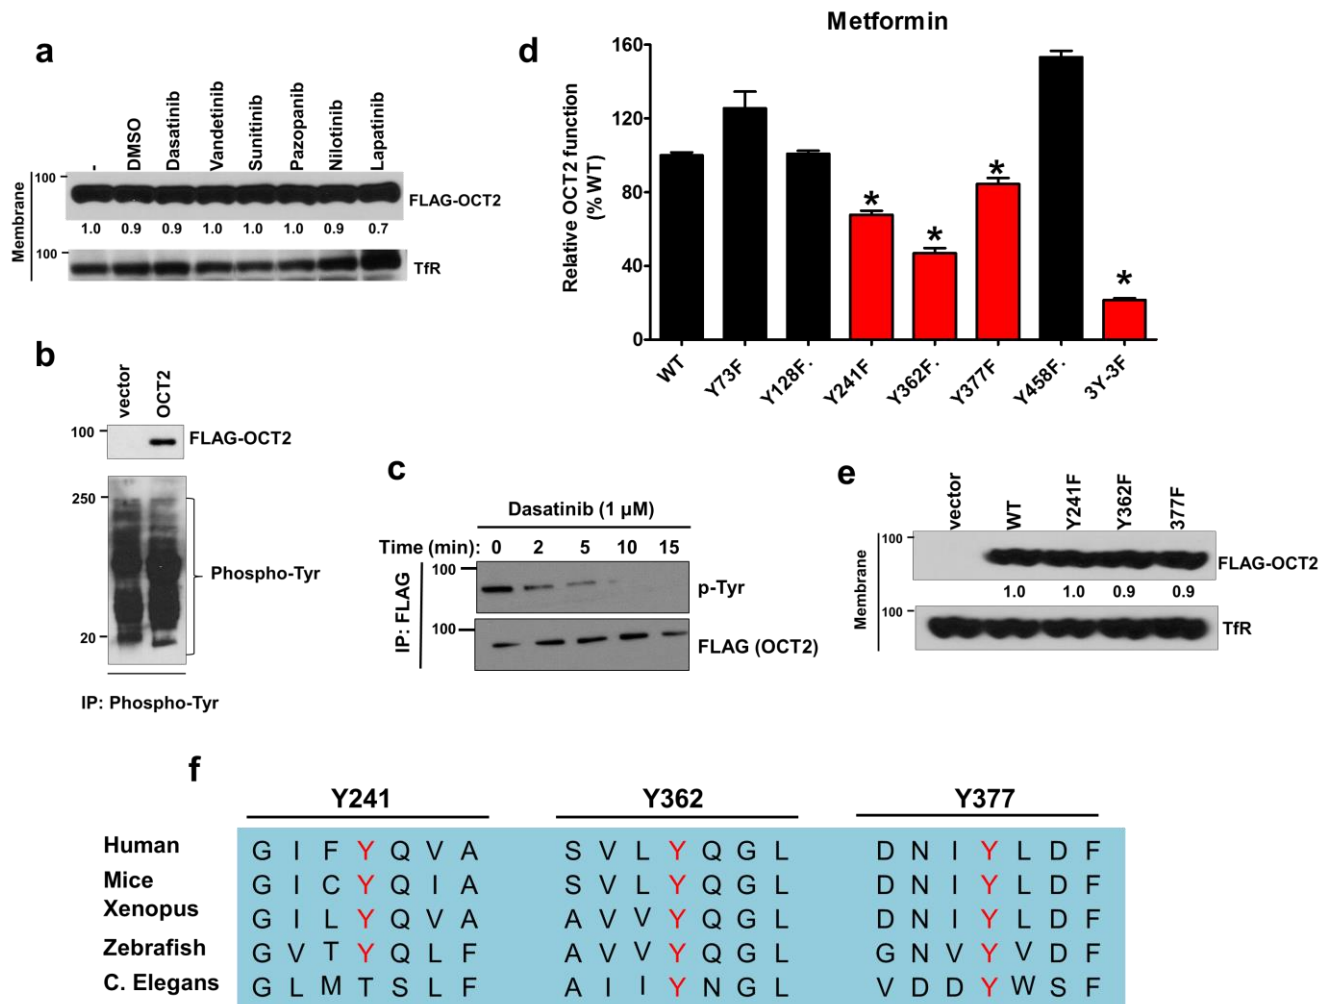 a
-
DMSO
Dasatinib
Vandetinib
Sunitinib
Pazopanib
Nilotinib
Lapatinib
Membrane
100
FLAG-OCT2
1.0 0.9 0.9 1.0 1.0 1.0 0.9 0.7
100
TfR
b
vector
OCT2
100
FLAG-OCT2
250
Phospho-Tyr
20
IP: Phospho-Tyr
c
Dasatinib (1 µM)
Time (min): 0 2 5 10 15
IP: FLAG
100
p-Tyr
100
FLAG (OCT2)
d
Metformin
Relative OCT2 function
(% WT)
160
120
80
40
0
* * * *
WT
Y73F
Y128F.
Y241F
Y362F.
Y377F
Y458F.
3Y-3F
e
vector
WT
Y241F
Y362F
377F
Membrane
100
FLAG-OCT2
1.0 1.0 0.9 0.9
100
TfR
f
Y241 Y362 Y377
Human G I F Y Q V A S V L Y Q G L D N I Y L D F
Mice G I C Y Q I A S V L Y Q G L D N I Y L D F
Xenopus G I L Y Q V A A V V Y Q G L D N I Y L D F
Zebrafish G V T Y Q L F A V V Y Q G L G N V Y V D F
C. Elegans G L M T S L F A I I Y N G L V D D Y W S F